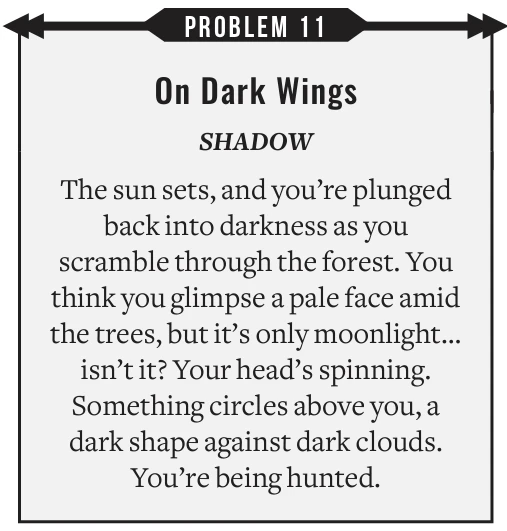 PROBLEM 11
On Dark Wings
SHADOW
The sun sets, and you’re plunged
back into darkness as you
scramble through the forest. You
think you glimpse a pale face amid
the trees, but it’s only moonlight...
isn’t it? Your head’s spinning.
Something circles above you, a
dark shape against dark clouds.
You’re being hunted.